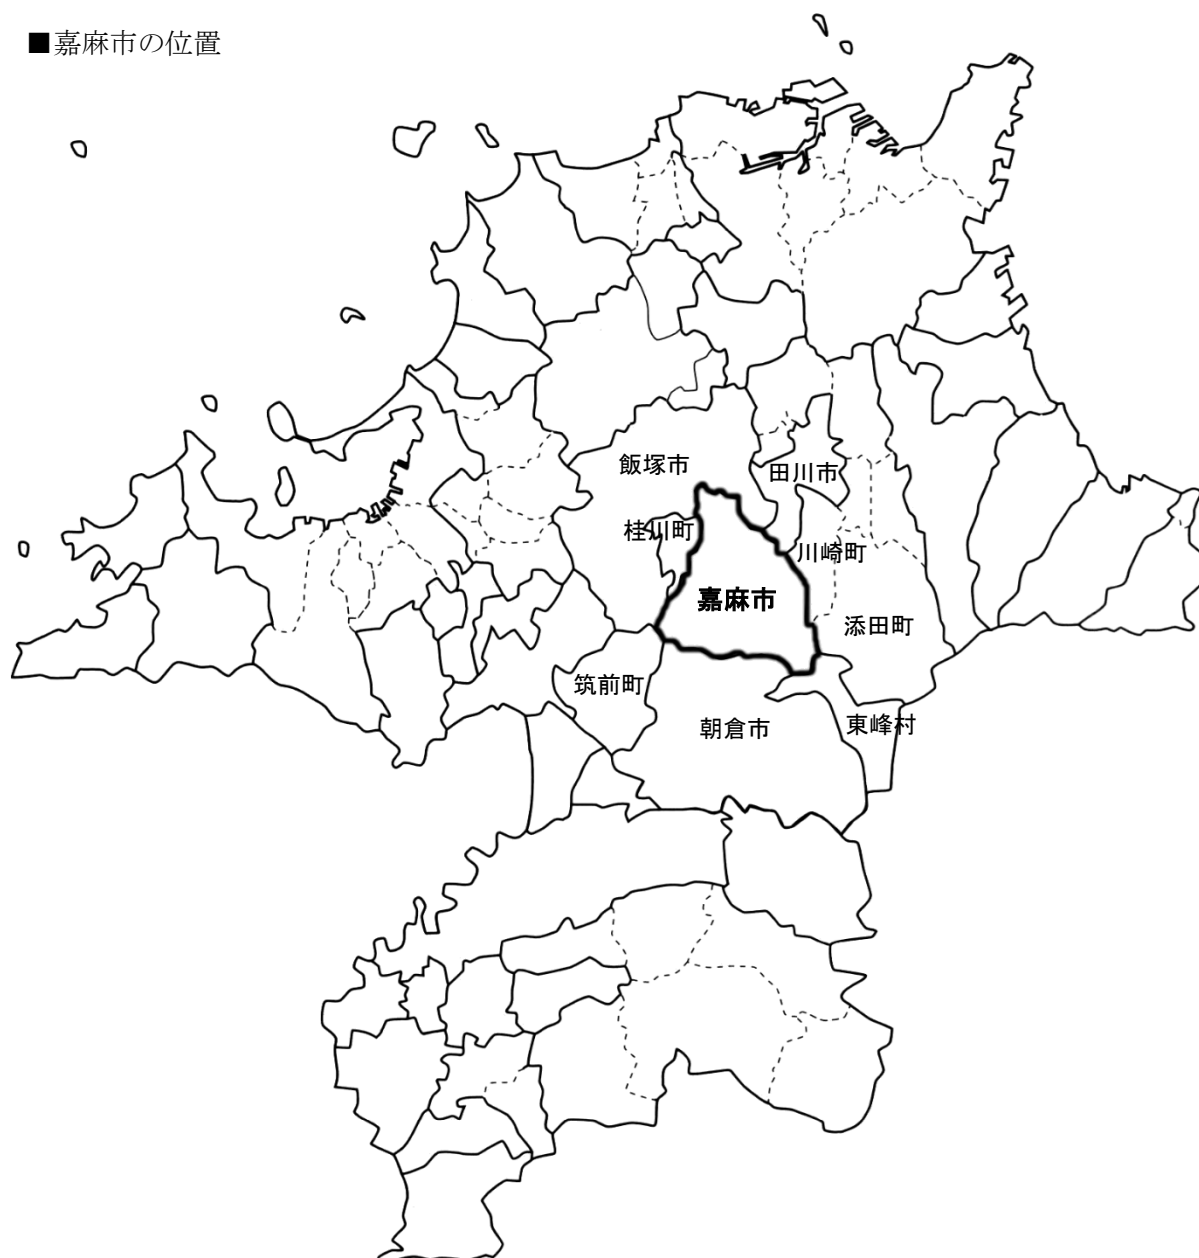 ■嘉麻市の位置
飯塚市
田川市
桂川町
川崎町
嘉麻市
添田町
筑前町
朝倉市
東峰村